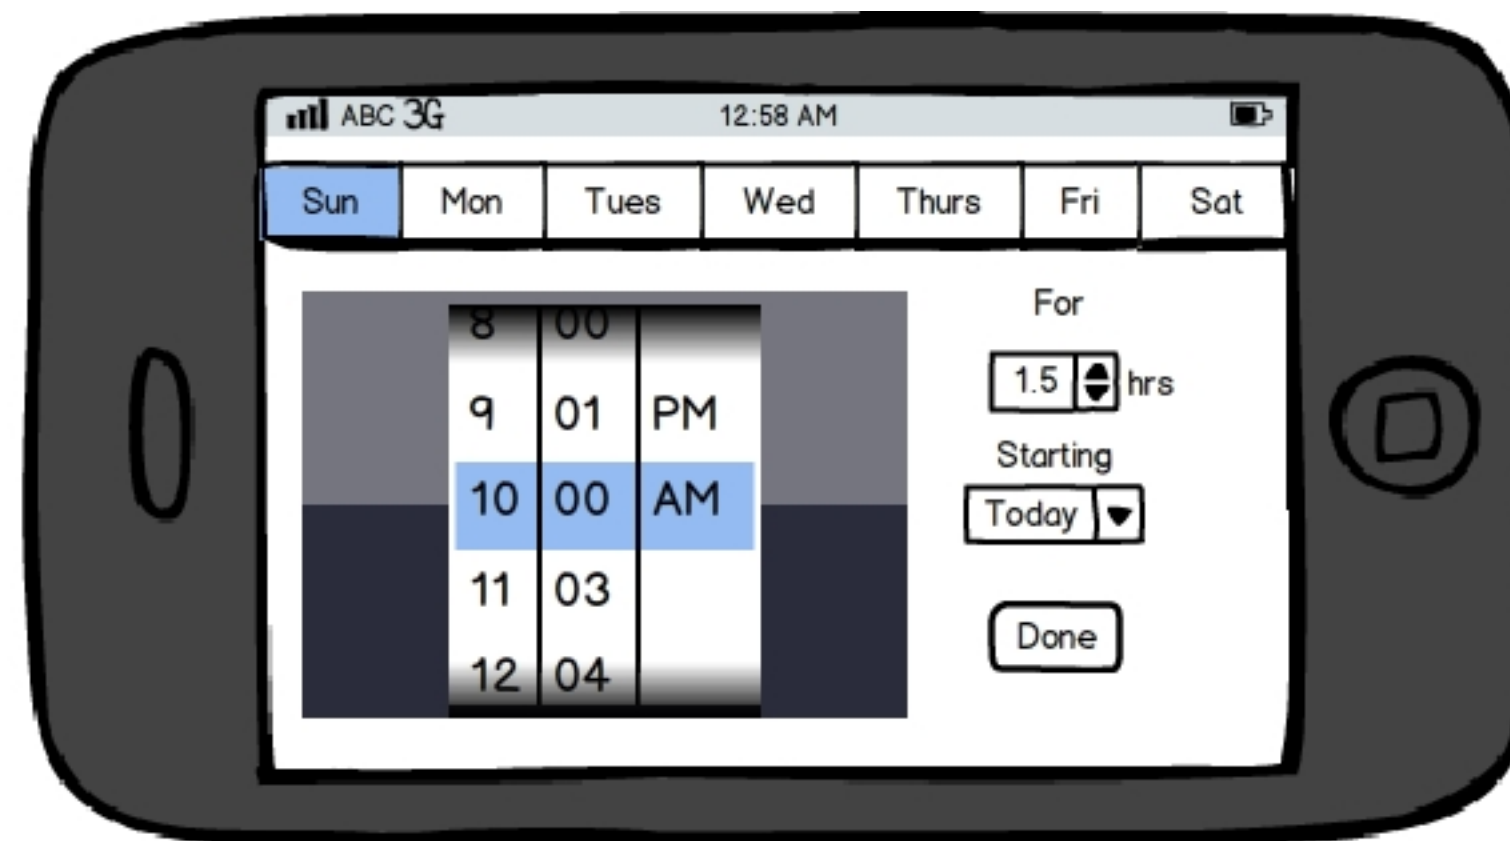 ABC 3G 12:58 AM
Sun Mon Tues Wed Thurs Fri Sat
8 00
9 01 PM
10 00 AM
11 03
12 04
For
1.5 hrs
Starting
Today
Done